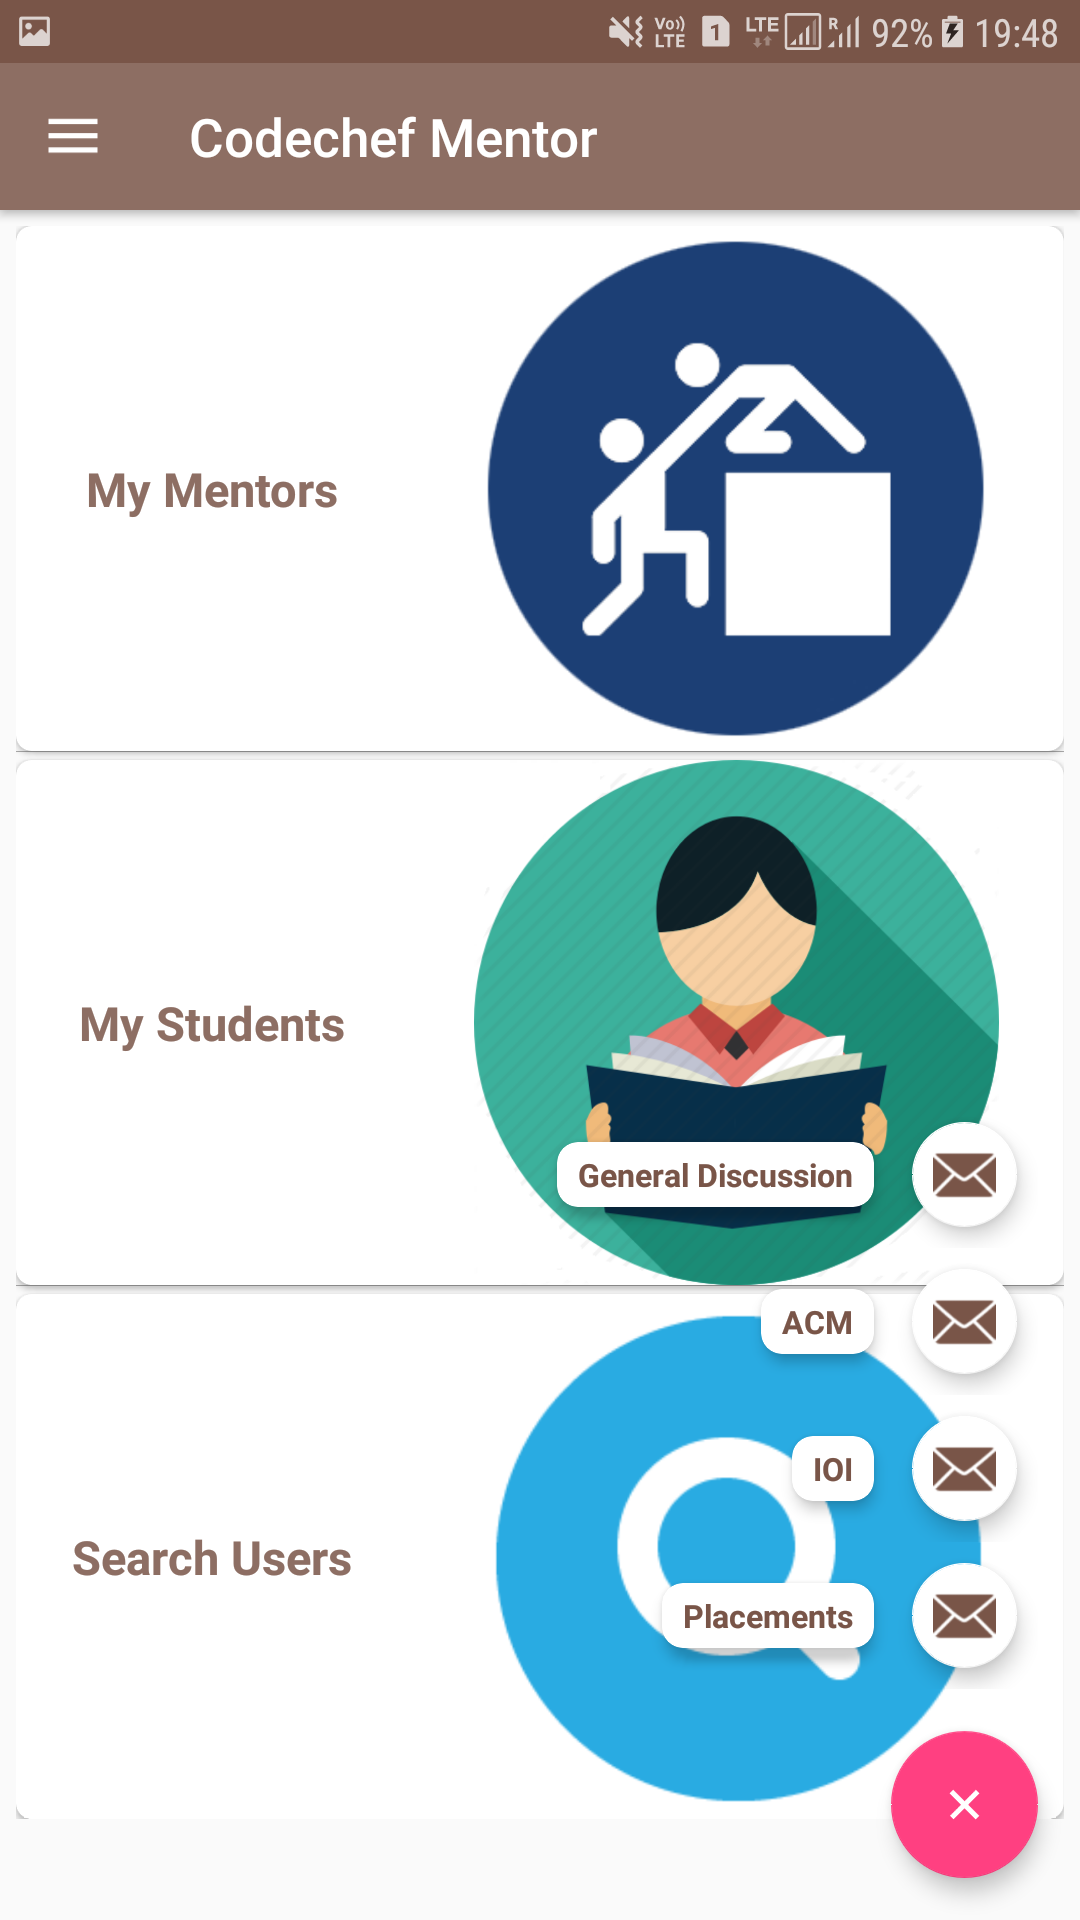 Vo)) LTE 1 LTE R 92% 19:48
Codechef Mentor
My Mentors
My Students
General Discussion
ACM
IOI
Search Users
Placements